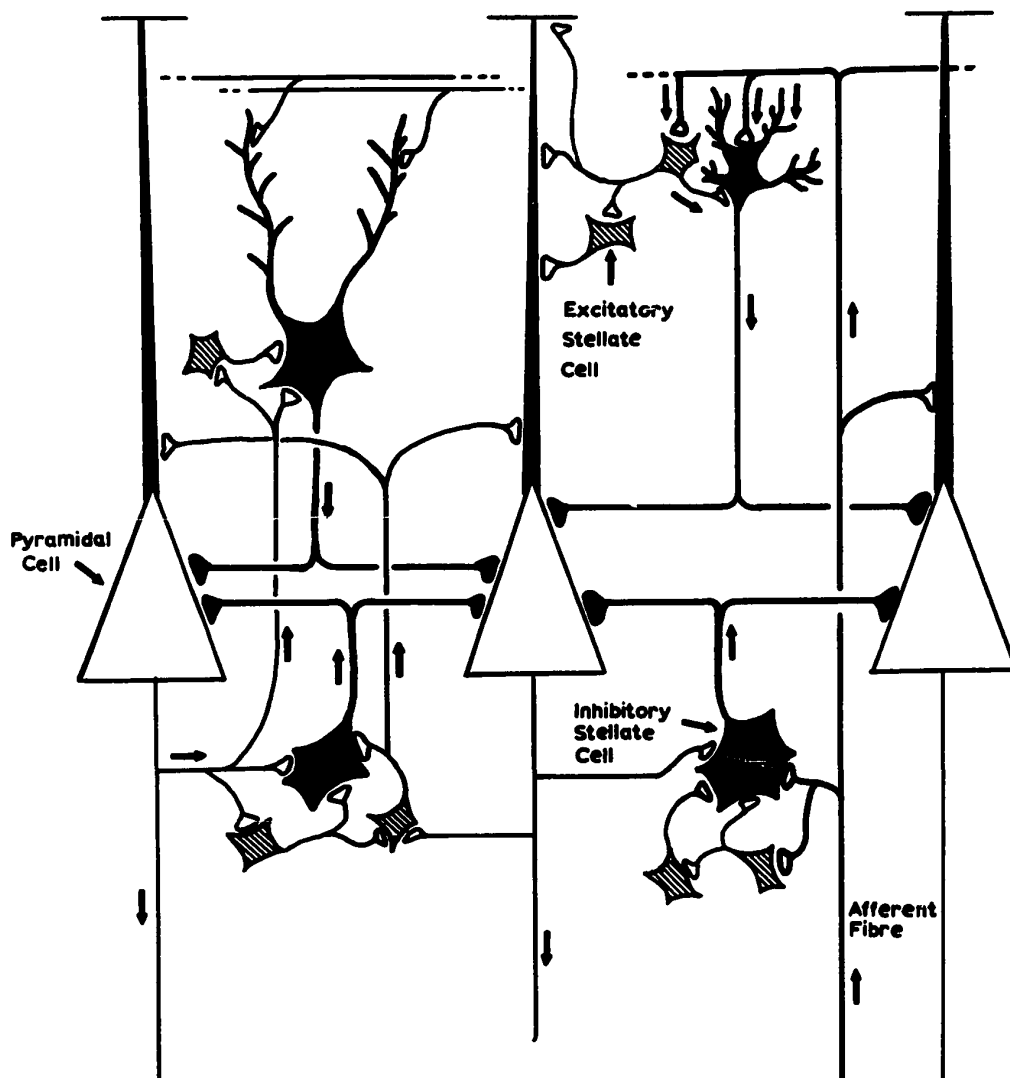 Excitatory
Stellate
Cell
Pyramidal
Cell
Inhibitory
Stellate
Cell
Afferent
Fibre